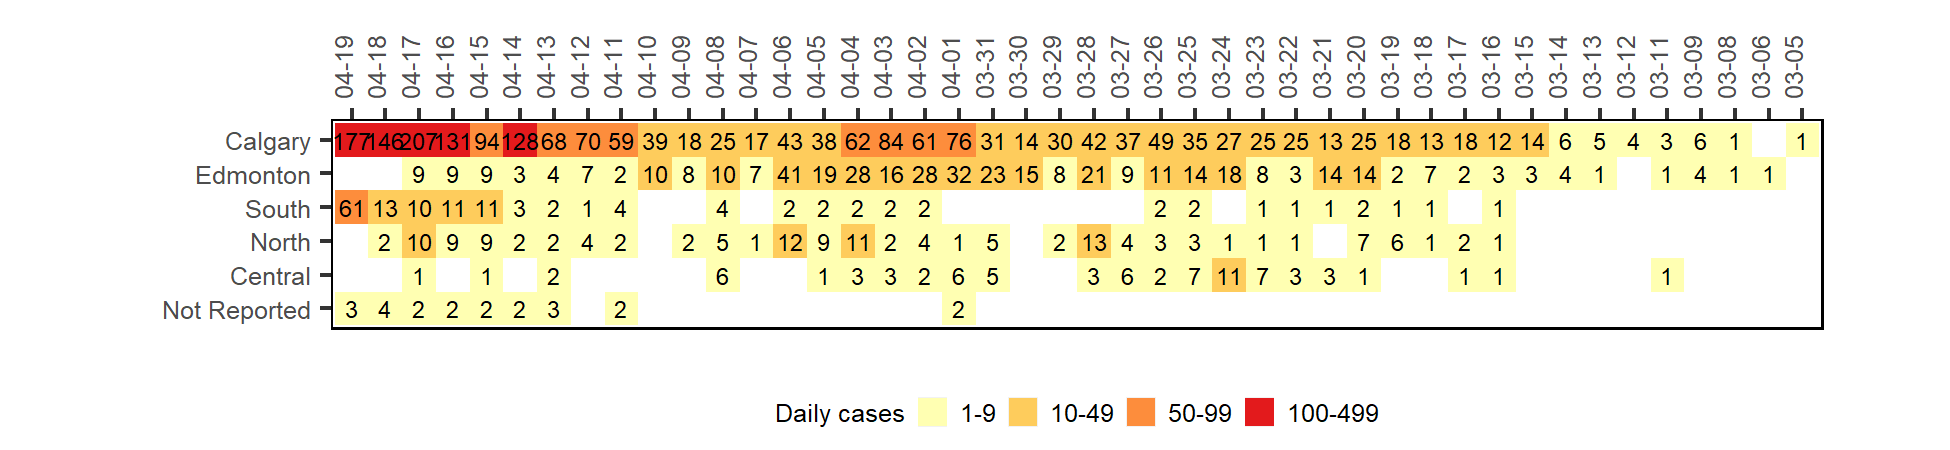 04-19 04-18 04-17 04-16 04-15 04-14 04-13 04-12 04-11 04-10 04-09 04-08 04-07 04-06 04-05 04-04 04-03 04-02 04-01 03-31 03-30 03-29 03-28 03-27 03-26 03-25 03-24 03-23 03-22 03-21 03-20 03-19 03-18 03-17 03-16 03-15 03-14 03-13 03-12 03-11 03-09 03-08 03-06 03-05
Calgary 177 146 207 131 94 128 68 70 59 39 18 25 17 43 38 62 84 61 76 31 14 30 42 37 49 35 27 25 25 13 25 18 13 18 12 14 6 5 4 3 6 1 1
Edmonton 9 9 9 3 4 7 2 10 8 10 7 41 19 28 16 28 32 23 15 8 21 9 11 14 18 8 3 14 14 2 7 2 3 3 4 1 1 4 1 1
South 61 13 10 11 11 3 2 1 4 4 2 2 2 2 2 2 2 1 1 1 2 1 1 1
North 2 10 9 9 2 2 4 2 2 5 1 12 9 11 2 4 1 5 2 13 4 3 3 1 1 1 7 6 1 2 1
Central 1 1 2 6 1 3 3 2 6 5 3 6 2 7 11 7 3 3 1 1 1 1
Not Reported 3 4 2 2 2 2 3 2 2
Daily cases 1-9 10-49 50-99 100-499